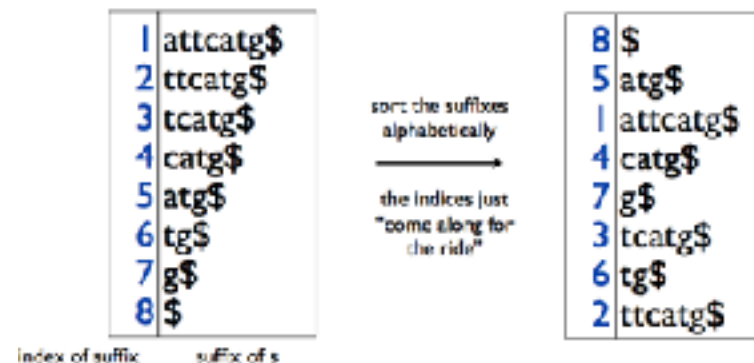 1 attcatg$
2 ttcatg$
3 tcatg$
4 catg$
5 atg$
6 tg$
7 g$
8 $
index of suffix
suffix of s
sort the suffixes
alphabetically
the indices just
"come along for
the ride"
8 $
5 atg$
1 attcatg$
4 catg$
7 g$
3 tcatg$
6 tg$
2 ttcatg$